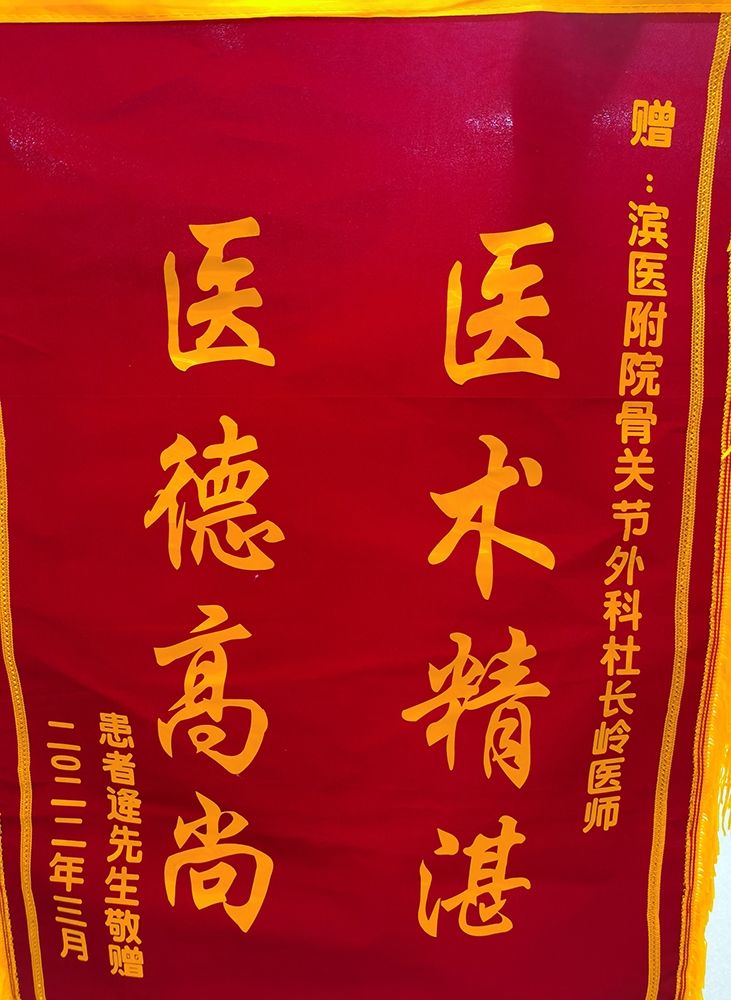 赠：滨医附院骨关节外科杜长岭医师
医术精湛
医德高尚
患者逄先生敬赠
二〇二二年三月